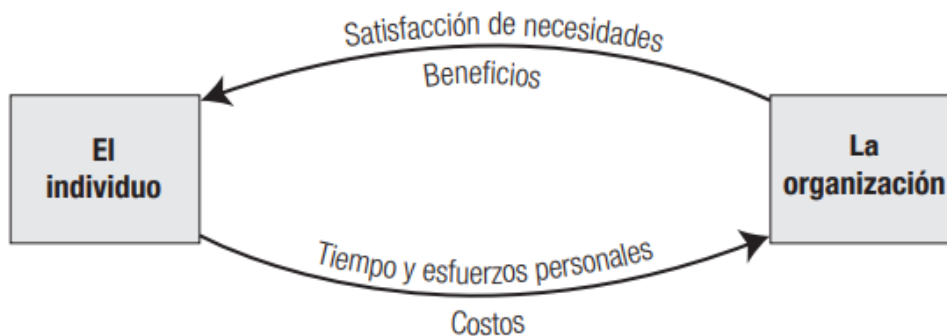 Satisfacción de necesidades
Beneficios
El
individuo
La
organización
Tiempo y esfuerzos personales
Costos